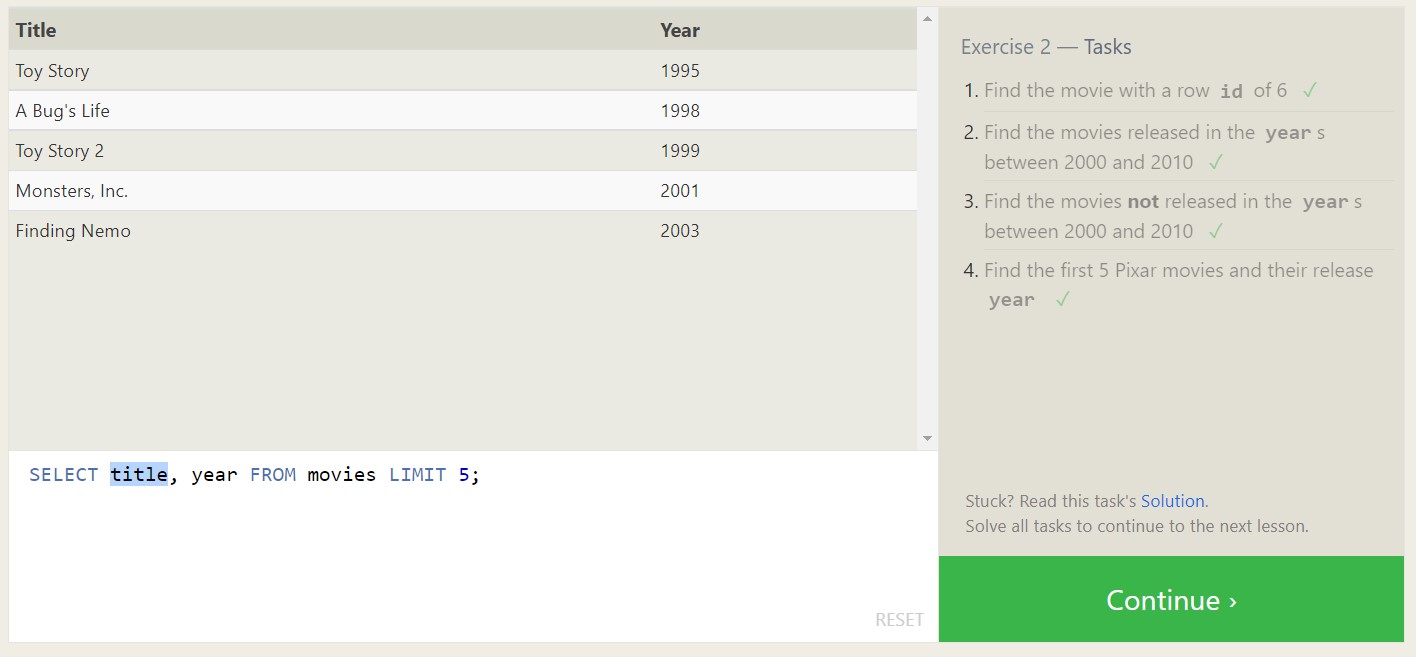 Title Year
Toy Story 1995
A Bug's Life 1998
Toy Story 2 1999
Monsters, Inc. 2001
Finding Nemo 2003
SELECT title, year FROM movies LIMIT 5;
RESET
Exercise 2 — Tasks
1. Find the movie with a row id of 6 ✓
2. Find the movies released in the year s
between 2000 and 2010 ✓
3. Find the movies not released in the year s
between 2000 and 2010 ✓
4. Find the first 5 Pixar movies and their release
year ✓
Stuck? Read this task's Solution.
Solve all tasks to continue to the next lesson.
Continue ›